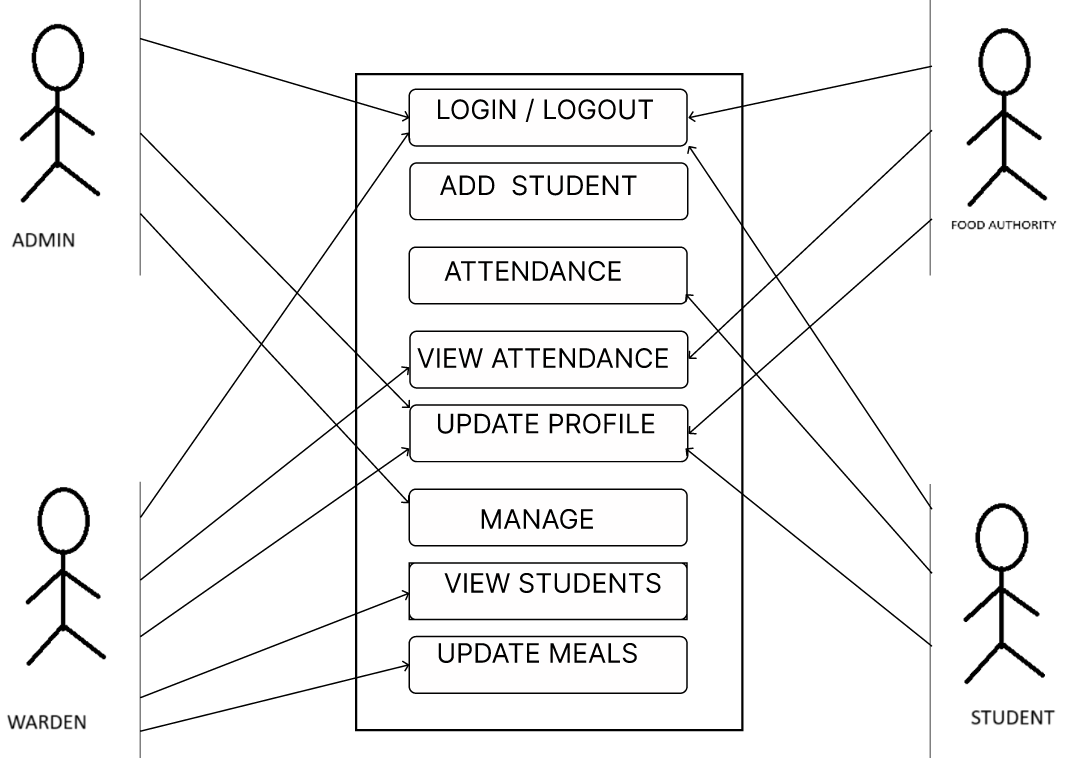 LOGIN / LOGOUT
ADD STUDENT
ADMIN
FOOD AUTHORITY
ATTENDANCE
VIEW ATTENDANCE
UPDATE PROFILE
MANAGE
VIEW STUDENTS
UPDATE MEALS
WARDEN
STUDENT